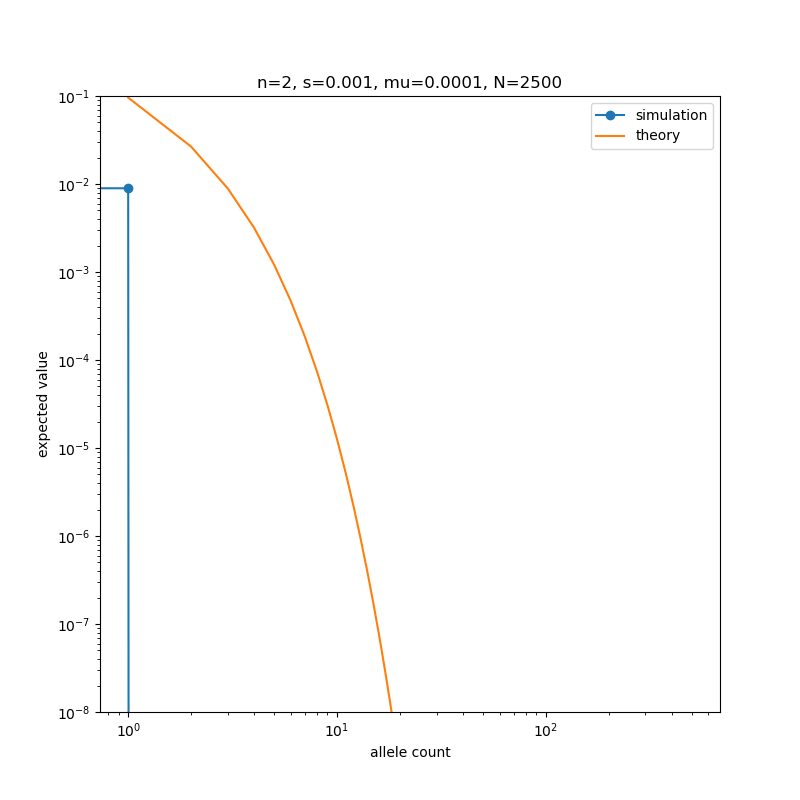 n=2, s=0.001, mu=0.0001, N=2500
simulation
theory
10⁻¹
10⁻²
10⁻³
10⁻⁴
10⁻⁵
10⁻⁶
10⁻⁷
10⁻⁸
expected value
10⁰ 10¹ 10²
allele count